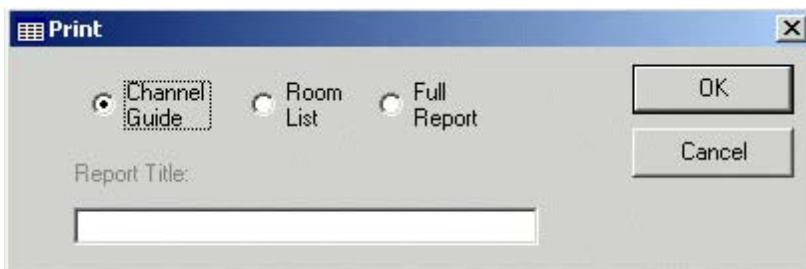 Print
Channel Guide
Room List
Full Report
OK
Cancel
Report Title: